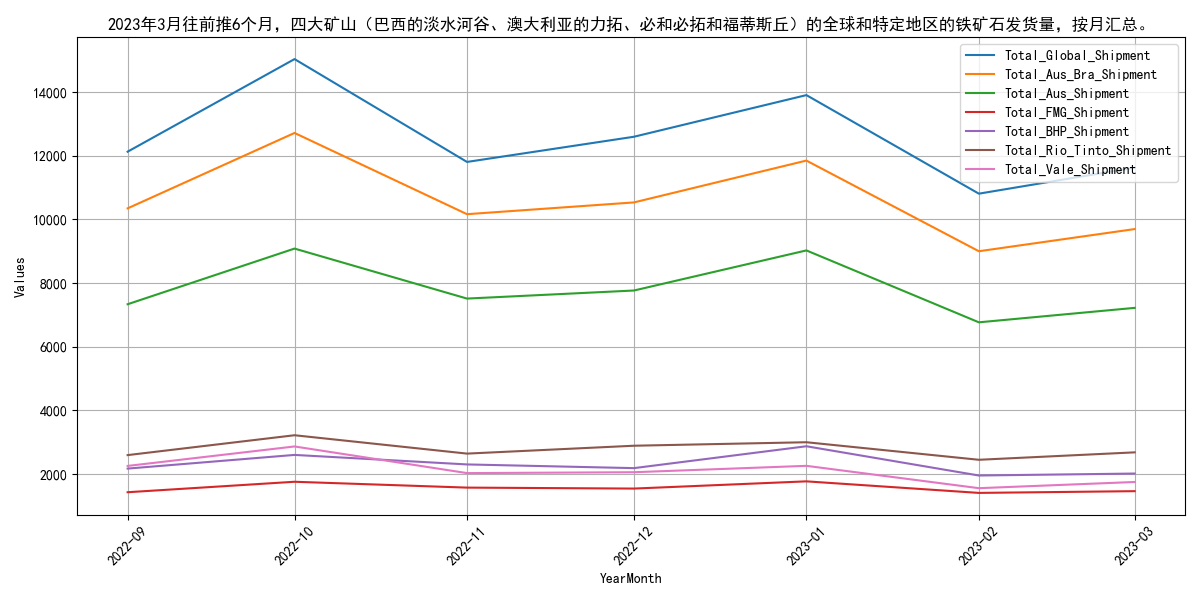 2023年3月往前推6个月，四大矿山（巴西的淡水河谷、澳大利亚的力拓、必和必拓和福蒂斯丘）的全球和特定地区的铁矿石发货量，按月汇总。
Total_Global_Shipment
Total_Aus_Bra_Shipment
Total_Aus_Shipment
Total_FMG_Shipment
Total_BHP_Shipment
Total_Rio_Tinto_Shipment
Total_Vale_Shipment
Values
14000
12000
10000
8000
6000
4000
2000
2022-09
2022-10
2022-11
2022-12
2023-01
2023-02
2023-03
YearMonth